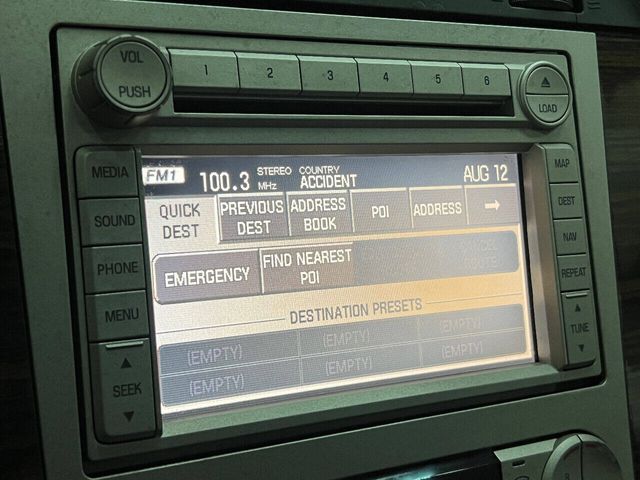 VOL
PUSH
1 2 3 4 5 6
LOAD
MEDIA
SOUND
PHONE
MENU
SEEK
FM1 100.3 MHz STEREO COUNTRY
ACCIDENT
AUG 12
QUICK DEST
PREVIOUS DEST
ADDRESS BOOK
POI
ADDRESS
EMERGENCY
FIND NEAREST POI
DESTINATION PRESETS
(EMPTY) (EMPTY) (EMPTY)
(EMPTY) (EMPTY) (EMPTY)
MAP
DEST
NAV
REPEAT
TUNE